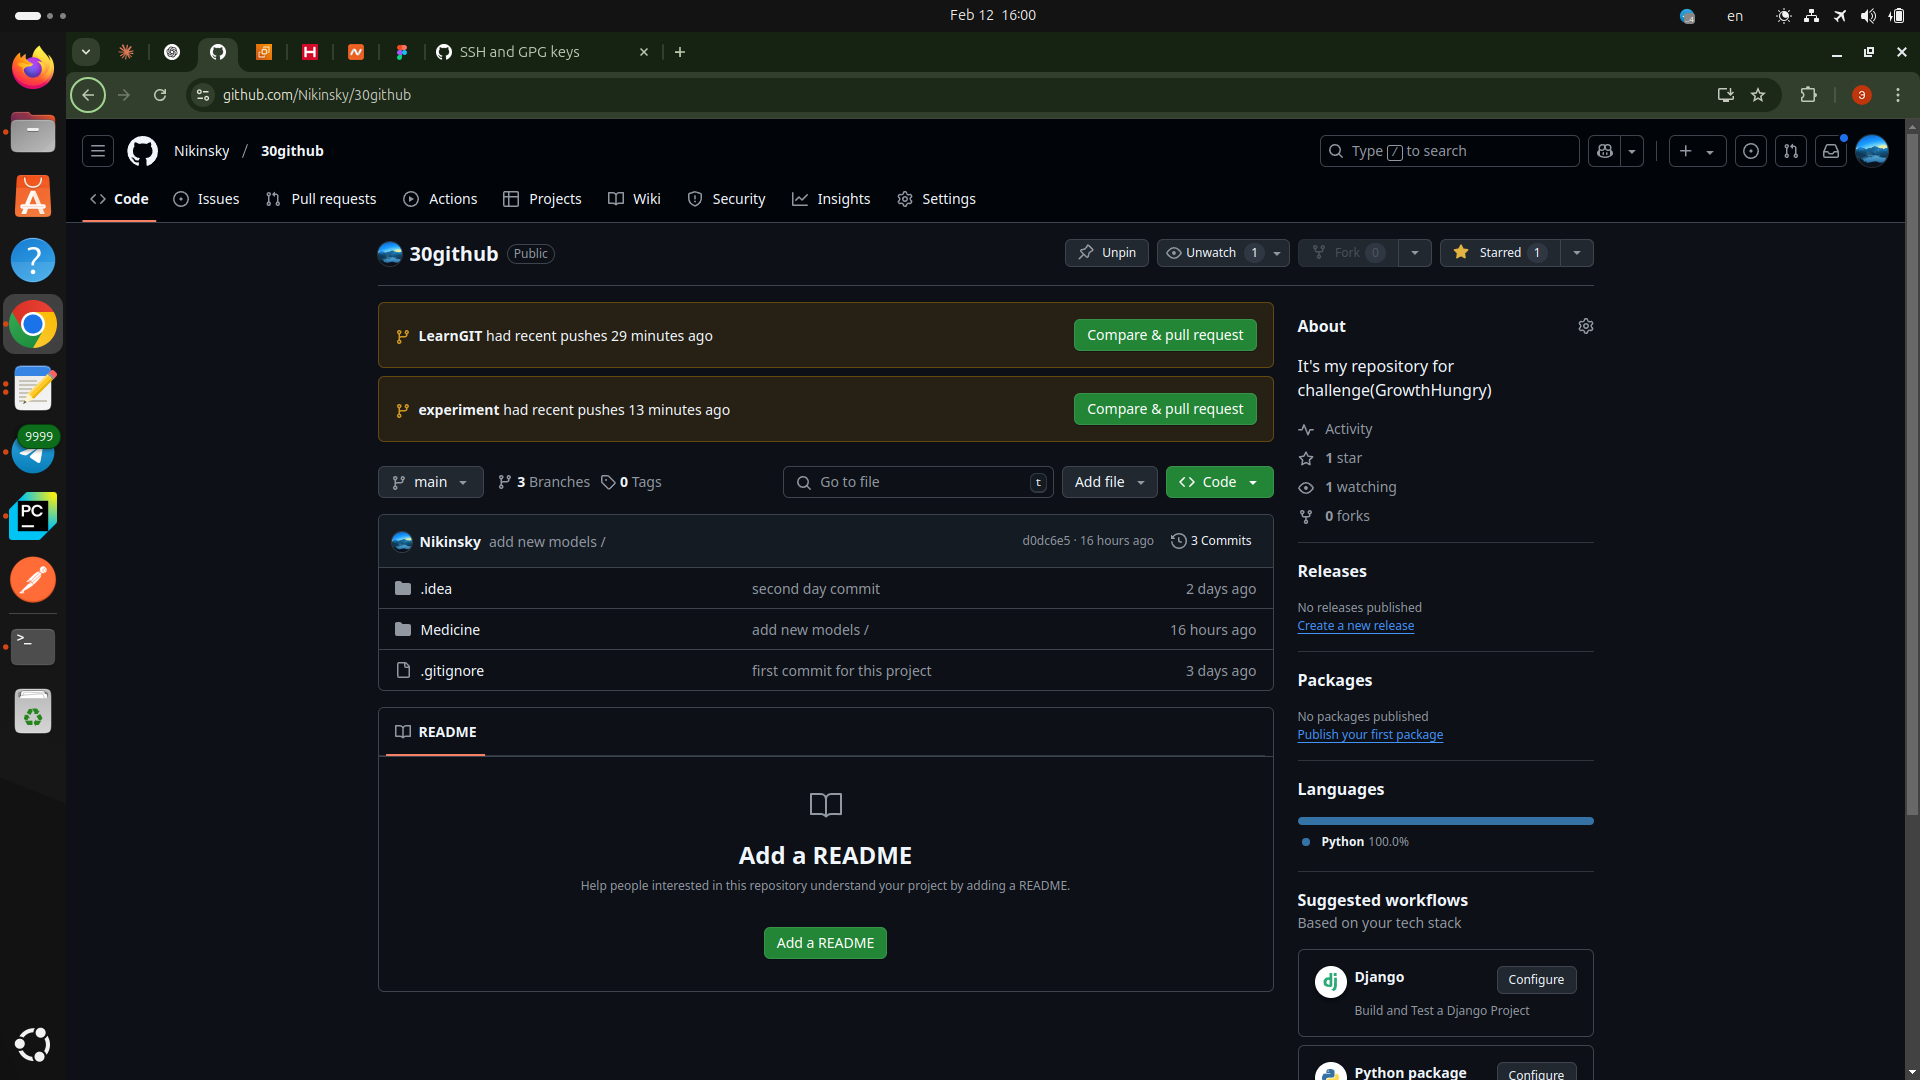 Feb 12 16:00
en
SSH and GPG keys
github.com/Nikinsky/30github
Э
Nikinsky / 30github
Type / to search
Code
Issues
Pull requests
Actions
Projects
Wiki
Security
Insights
Settings
30github
Public
Unpin
Unwatch 1
Fork 0
Starred 1
LearnGIT had recent pushes 29 minutes ago
Compare & pull request
experiment had recent pushes 13 minutes ago
Compare & pull request
main
3 Branches
0 Tags
Go to file
t
Add file
Code
Nikinsky add new models /
d0dc6e5 · 16 hours ago
3 Commits
.idea
second day commit
2 days ago
Medicine
add new models /
16 hours ago
.gitignore
first commit for this project
3 days ago
README
Add a README
Help people interested in this repository understand your project by adding a README.
Add a README
About
It's my repository for
challenge(GrowthHungry)
Activity
1 star
1 watching
0 forks
Releases
No releases published
Create a new release
Packages
No packages published
Publish your first package
Languages
Python 100.0%
Suggested workflows
Based on your tech stack
dj
Django
Configure
Build and Test a Django Project
Python package
Configure
9999
PC
>_